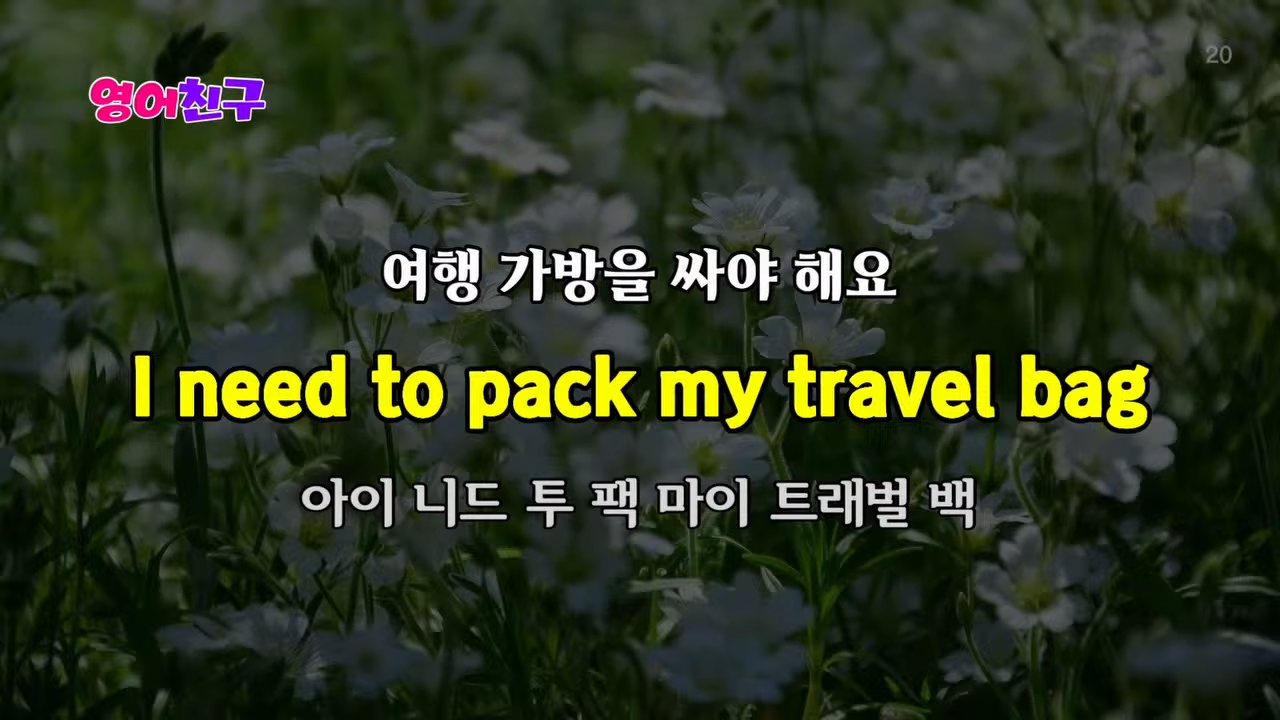 20
영어친구
여행 가방을 싸야 해요
I need to pack my travel bag
아이 니드 투 팩 마이 트래벌 백